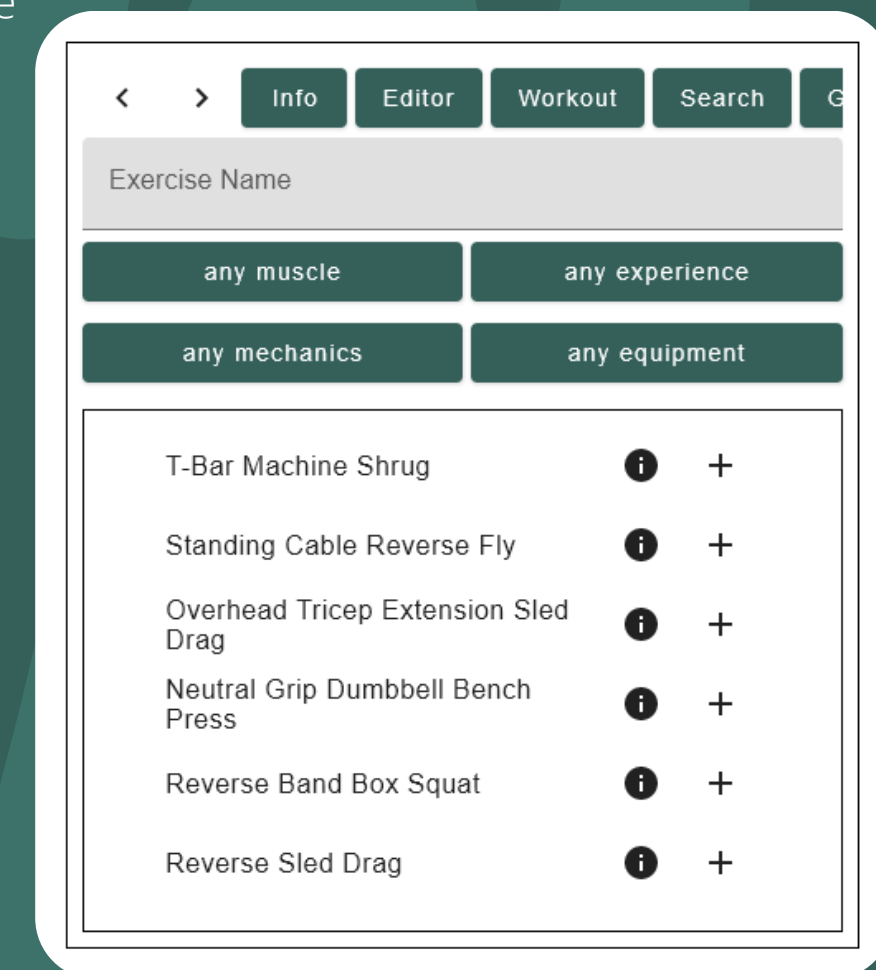 e
Info Editor Workout Search G
Exercise Name
any muscle any experience
any mechanics any equipment
T-Bar Machine Shrug
Standing Cable Reverse Fly
Overhead Tricep Extension Sled
Drag
Neutral Grip Dumbbell Bench
Press
Reverse Band Box Squat
Reverse Sled Drag